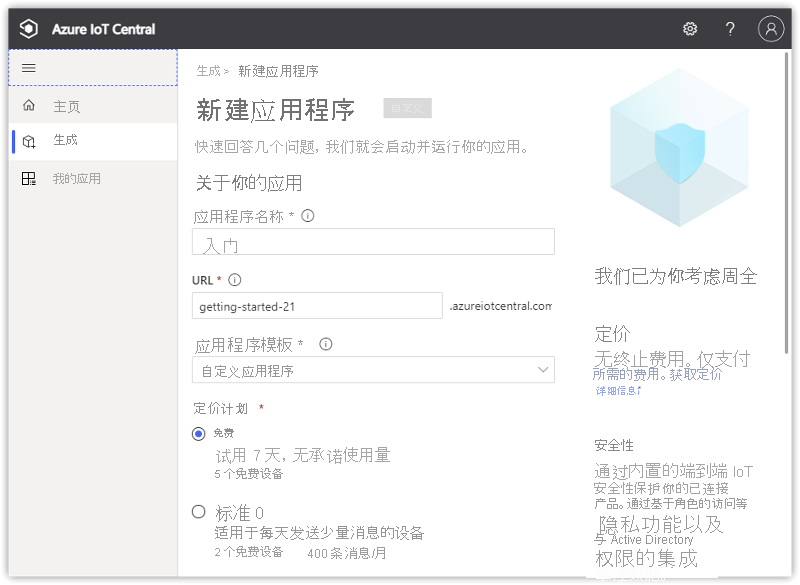 Azure IoT Central
?
主页
生成
我的应用
生成 > 新建应用程序
新建应用程序
自定义
快速回答几个问题, 我们就会启动并运行你的应用。
关于你的应用
应用程序名称 *
入门
URL *
getting-started-21
.azureiotcentral.com
应用程序模板 *
自定义应用程序
定价计划 *
免费
试用 7 天, 无承诺使用量
5 个免费设备
标准 0
适用于每天发送少量消息的设备
2 个免费设备 400 条消息/月
我们已为你考虑周全
定价
无终止费用。仅支付
所需的费用。获取定价
详细信息
安全性
通过内置的端到端 IoT
安全性保护你的已连接
产品。通过基于角色的访问等
隐私功能以及
与 Active Directory
权限的集成